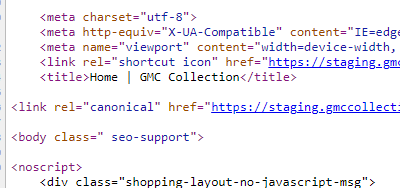 <meta charset="utf-8">
<meta http-equiv="X-UA-Compatible" content="IE=edge
<meta name="viewport" content="width=device-width,
<link rel="shortcut icon" href="https://staging.gmc
<title>Home | GMC Collection</title>
<link rel="canonical" href="https://staging.gmccollecti
<body class=" seo-support">
<noscript>
<div class="shopping-layout-no-javascript-msg">